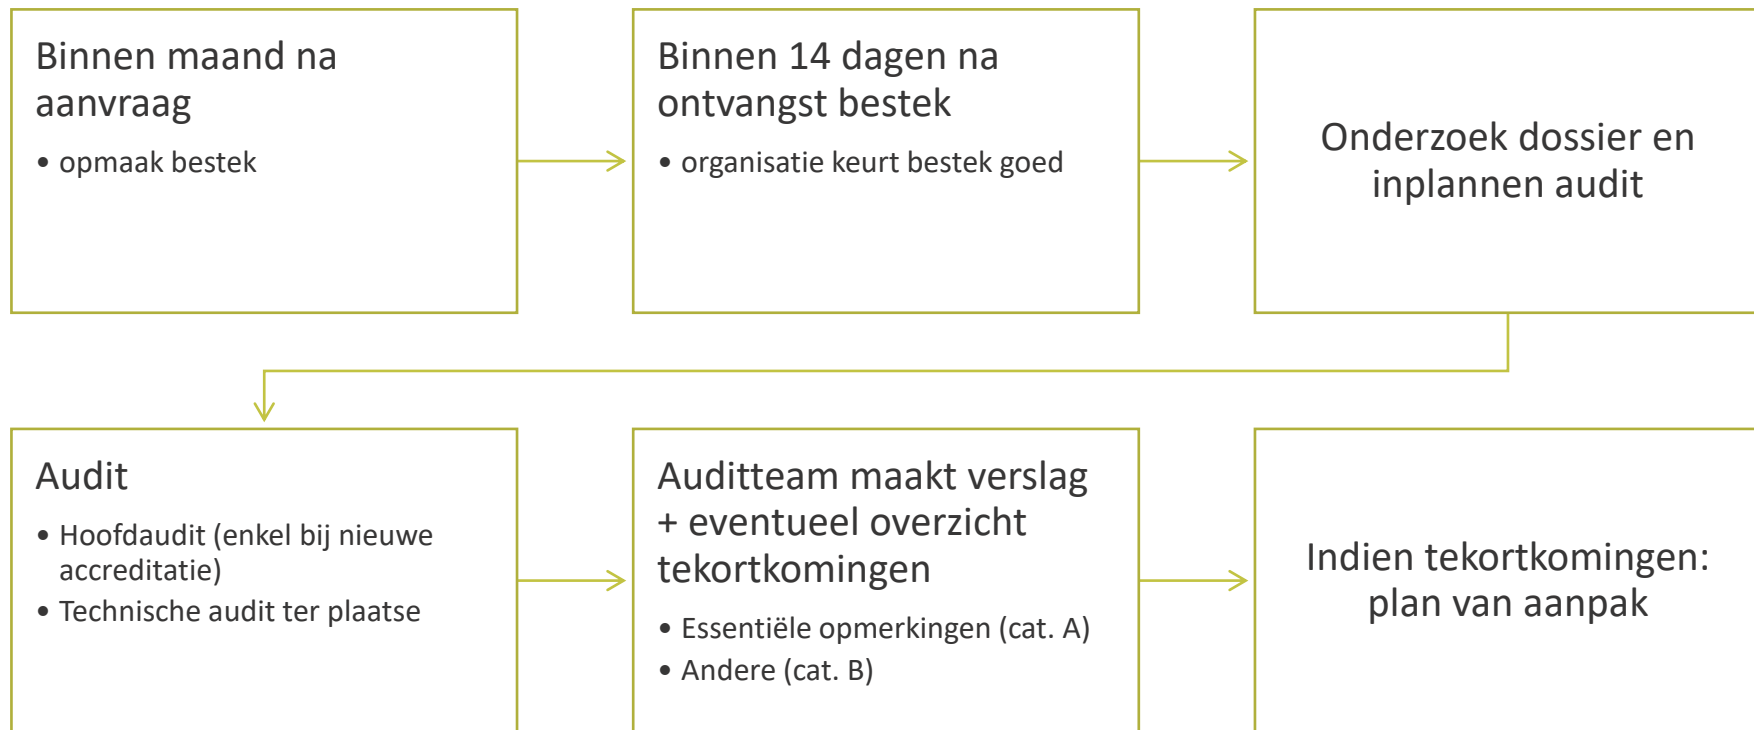 Binnen maand na
aanvraag
• opmaak bestek
Binnen 14 dagen na
ontvangst bestek
• organisatie keurt bestek goed
Onderzoek dossier en
inplannen audit
Audit
• Hoofdaudit (enkel bij nieuwe
accreditatie)
• Technische audit ter plaatse
Auditteam maakt verslag
+ eventueel overzicht
tekortkomingen
• Essentiële opmerkingen (cat. A)
• Andere (cat. B)
Indien tekortkomingen:
plan van aanpak